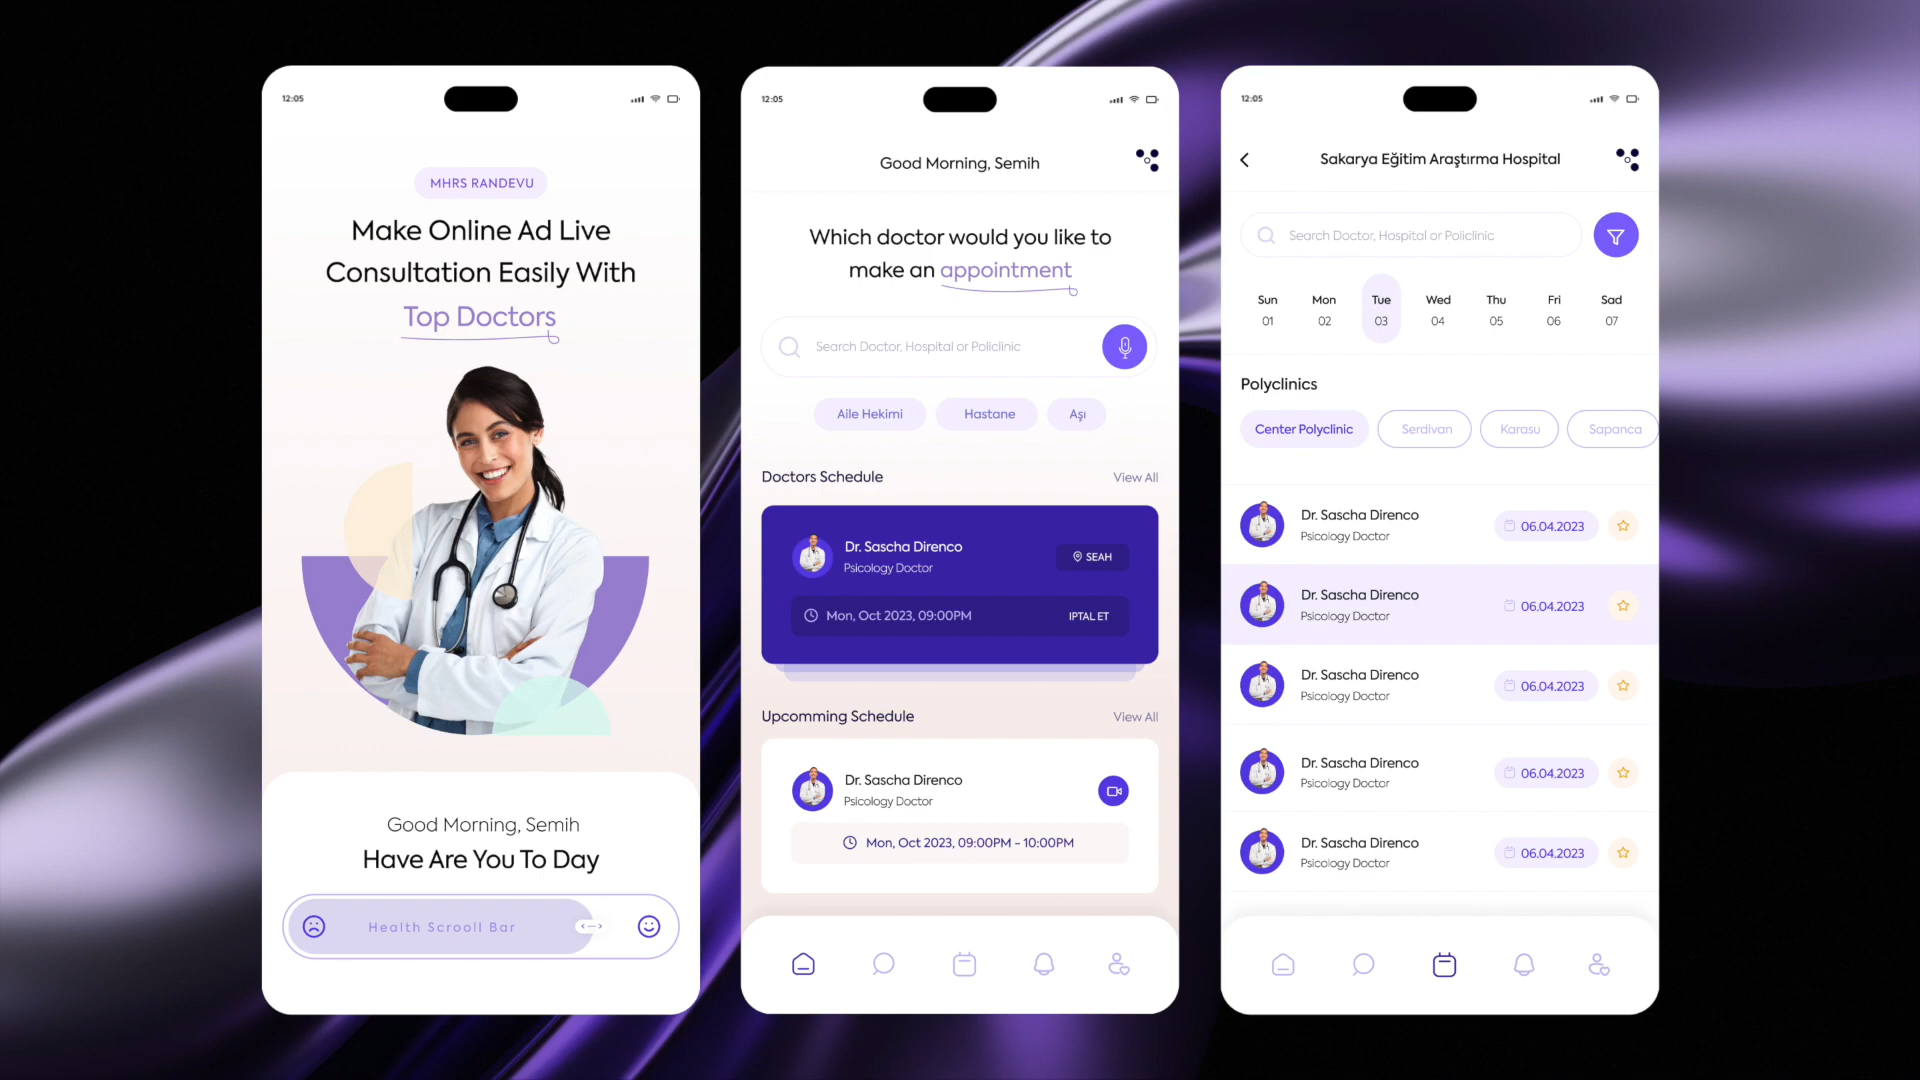 12:05
MHRS RANDEVU
Make Online Ad Live
Consultation Easily With
Top Doctors
Good Morning, Semih
Have Are You To Day
Health Scrooll Bar
12:05
Good Morning, Semih
Which doctor would you like to
make an appointment
Search Doctor, Hospital or Policlinic
Aile Hekimi
Hastane
Aşı
Doctors Schedule
View All
Dr. Sascha Direnco
Psicology Doctor
SEAH
Mon, Oct 2023, 09:00PM
IPTAL ET
Upcomming Schedule
View All
Dr. Sascha Direnco
Psicology Doctor
Mon, Oct 2023, 09:00PM - 10:00PM
12:05
Sakarya Eğitim Araştırma Hospital
Search Doctor, Hospital or Policlinic
Sun Mon Tue Wed Thu Fri Sad
01 02 03 04 05 06 07
Polyclinics
Center Polyclinic
Serdivan
Karasu
Sapanca
Dr. Sascha Direnco
Psicology Doctor
06.04.2023
Dr. Sascha Direnco
Psicology Doctor
06.04.2023
Dr. Sascha Direnco
Psicology Doctor
06.04.2023
Dr. Sascha Direnco
Psicology Doctor
06.04.2023
Dr. Sascha Direnco
Psicology Doctor
06.04.2023